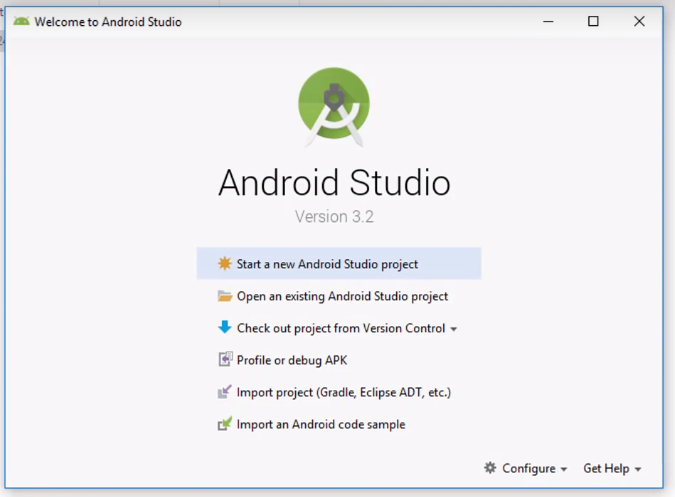 Welcome to Android Studio
Android Studio
Version 3.2
Start a new Android Studio project
Open an existing Android Studio project
Check out project from Version Control
Profile or debug APK
Import project (Gradle, Eclipse ADT, etc.)
Import an Android code sample
Configure Get Help